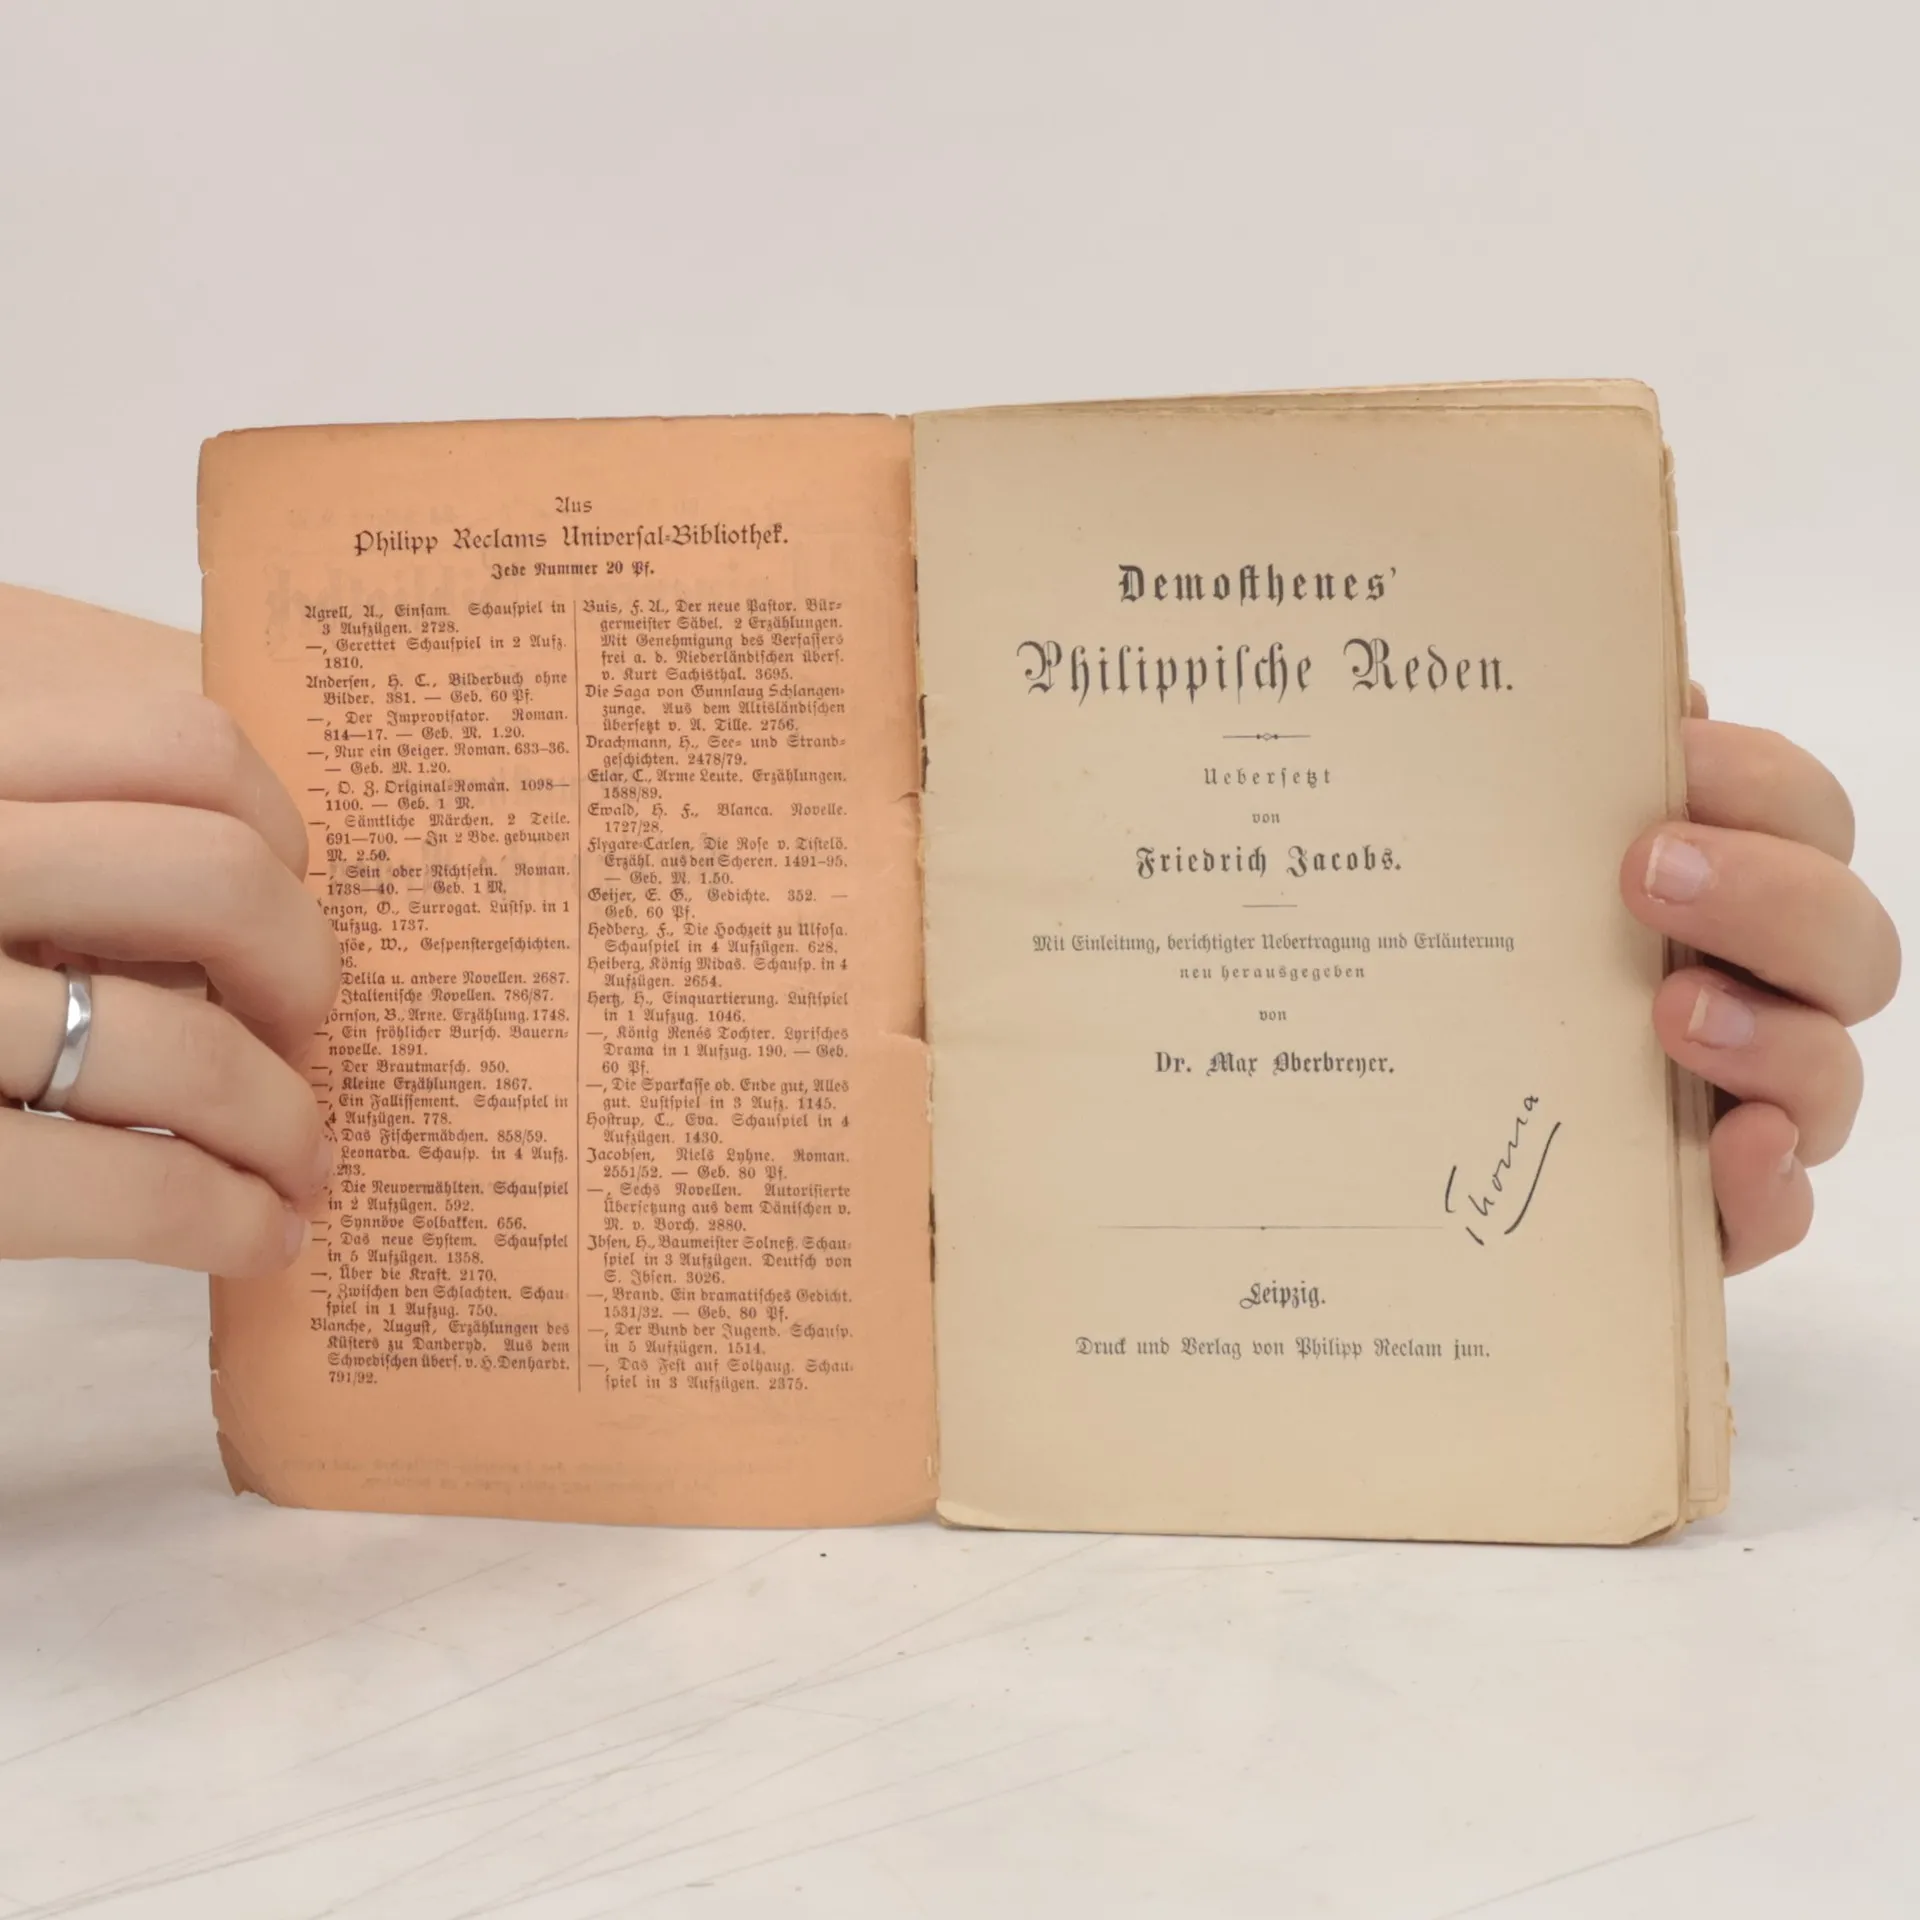 Aus
Philipp Reclams Universal-Bibliothek.
Jede Nummer 20 Pf.
Agrell, A., Einsam. Schauspiel in
3 Aufzügen. 2728.
—, Gerettet Schauspiel in 2 Aufz.
1810.
Andersen, H. C., Bilderbuch ohne
Bilder. 381. — Geb. 60 Pf.
—, Der Improvisator. Roman.
814—17. — Geb. M. 1.20.
—, Nur ein Geiger. Roman. 633—36.
— Geb. M. 1.20.
—, O. Z. Original-Roman. 1098—
1100. — Geb. 1 M.
—, Sämtliche Märchen. 2 Teile.
691—700. — In 2 Bde. gebunden
M. 2.50.
—, Sein oder Nichtsein. Roman.
1738—40. — Geb. 1 M.
O., Surrogat. Lustsp. in 1
Aufzug. 1737.
W., Gespenstergeschichten.
Delila u. andere Novellen. 2687.
Italienische Novellen. 786/87.
B., Arne. Erzählung. 1748.
—, Ein fröhlicher Bursch. Bauern-
novelle. 1891.
—, Der Brautmarsch. 950.
—, Kleine Erzählungen. 1867.
—, Ein Fallissement. Schauspiel in
4 Aufzügen. 778.
Das Fischermädchen. 858/59.
Leonarda. Schausp. in 4 Aufz.
—, Die Neuvermählten. Schauspiel
in 2 Aufzügen. 592.
—, Synnöve Solbakken. 656.
—, Das neue System. Schauspiel
in 5 Aufzügen. 1358.
—, Über die Kraft. 2170.
—, Zwischen den Schlachten. Schau-
spiel in 1 Aufzug. 750.
Blanche, August, Erzählungen des
Küsters zu Danderyd. Aus dem
Schwedischen übers. v. H. Denhardt.
791/92.
Buis, F. A., Der neue Pastor. Bür-
germeister Säbel. 2 Erzählungen.
Mit Genehmigung des Verfassers
frei a. d. Niederländischen übers.
v. Kurt Sachisthal. 3695.
Die Saga von Gunnlaug Schlangen-
zunge. Aus dem Altisländischen
übersetzt v. A. Tille. 2756.
Drachmann, H., See- und Strand-
geschichten. 2478/79.
Etlar, C., Arme Leute. Erzählungen.
1588/89.
Ewald, H. F., Blanca. Novelle.
1727/28.
Flygare-Carlen, Die Rose v. Tistelö.
Erzähl. aus den Scheren. 1491—95.
— Geb. M. 1.50.
Geijer, E. G., Gedichte. 352. —
Geb. 60 Pf.
Hedberg, F., Die Hochzeit zu Ulfosa.
Schauspiel in 4 Aufzügen. 628.
Heiberg, König Midas. Schausp. in 4
Aufzügen. 2654.
Hertz, H., Einquartierung. Lustspiel
in 1 Aufzug. 1046.
—, König Renés Tochter. Lyrisches
Drama in 1 Aufzug. 190. — Geb.
60 Pf.
—, Die Sparkasse od. Ende gut, Alles
gut. Lustspiel in 3 Aufz. 1145.
Hostrup, C., Eva. Schauspiel in 4
Aufzügen. 1430.
Jacobsen, Niels Lyhne. Roman.
2551/52. — Geb. 80 Pf.
—, Sechs Novellen. Autorisierte
Übersetzung aus dem Dänischen v.
M. v. Borch. 2880.
Ibsen, H., Baumeister Solneß. Schau-
spiel in 3 Aufzügen. Deutsch von
S. Ibsen. 3026.
—, Brand. Ein dramatisches Gedicht.
1531/32. — Geb. 80 Pf.
—, Der Bund der Jugend. Schausp.
in 5 Aufzügen. 1514.
—, Das Fest auf Solhaug. Schau-
spiel in 3 Aufzügen. 2375.
Demosthenes'
Philippische Reden.
Uebersetzt
von
Friedrich Jacobs.
Mit Einleitung, berichtigter Uebertragung und Erläuterung
neu herausgegeben
von
Dr. Max Oberbreyer.
Thoma
Leipzig.
Druck und Verlag von Philipp Reclam jun.